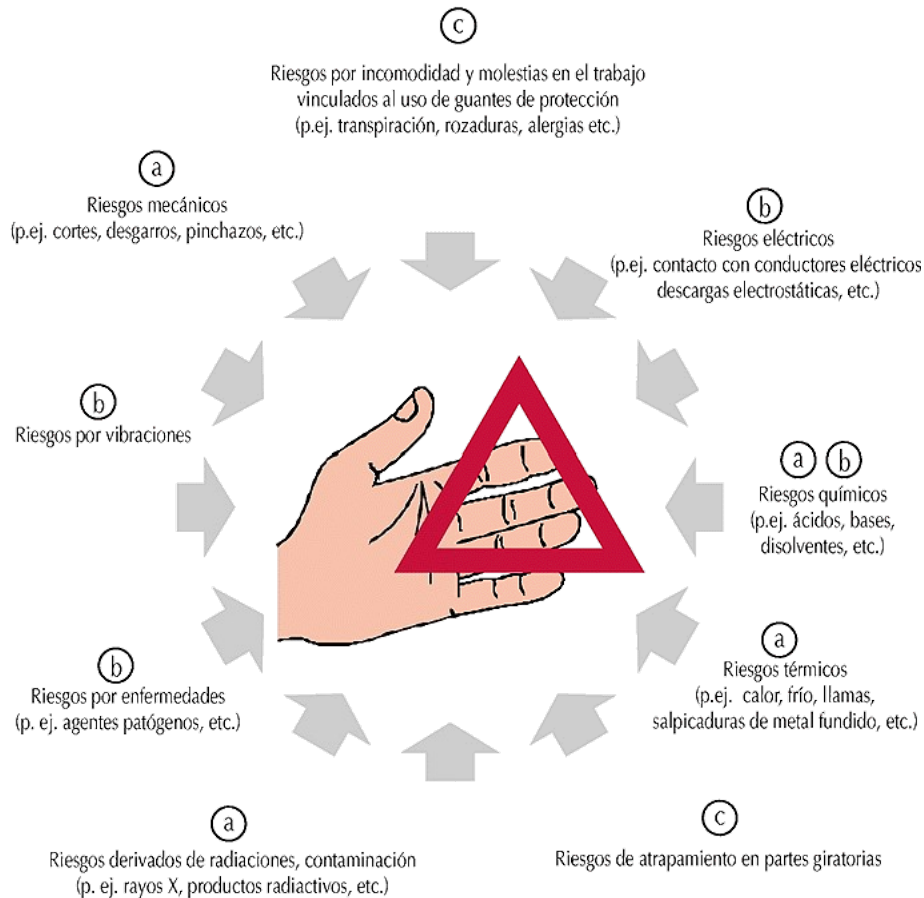 c
Riesgos por incomodidad y molestias en el trabajo
vinculados al uso de guantes de protección
(p.ej. transpiración, rozaduras, alergias etc.)
a
Riesgos mecánicos
(p.ej. cortes, desgarros, pinchazos, etc.)
b
Riesgos eléctricos
(p.ej. contacto con conductores eléctricos
descargas electrostáticas, etc.)
b
Riesgos por vibraciones
a b
Riesgos químicos
(p.ej. ácidos, bases,
disolventes, etc.)
b
Riesgos por enfermedades
(p. ej. agentes patógenos, etc.)
a
Riesgos térmicos
(p.ej. calor, frío, llamas,
salpicaduras de metal fundido, etc.)
a
Riesgos derivados de radiaciones, contaminación
(p. ej. rayos X, productos radiactivos, etc.)
c
Riesgos de atrapamiento en partes giratorias